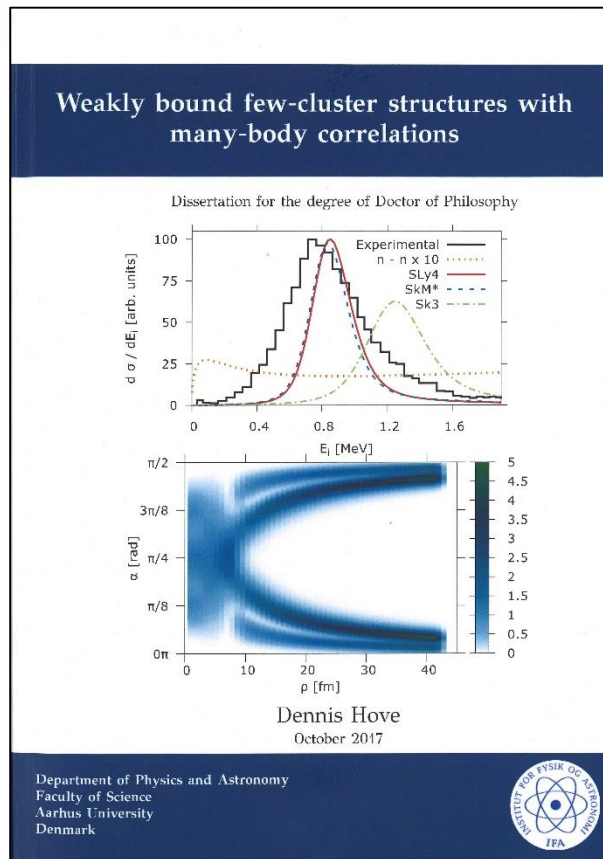 Weakly bound few-cluster structures with
many-body correlations
Dissertation for the degree of Doctor of Philosophy
d σ / dEi [arb. units]
100
75
50
25
0
Experimental
n - n x 10
SLy4
SkM*
Sk3
0 0.4 0.8 1.2 1.6
Ei [MeV]
α [rad]
π/2
3π/8
π/4
π/8
0π
5
4.5
4
3.5
3
2.5
2
1.5
1
0.5
0
0 10 20 30 40
ρ [fm]
Dennis Hove
October 2017
Department of Physics and Astronomy
Faculty of Science
Aarhus University
Denmark
INSTITUT FOR FYSIK OG ASTRONOMI
IFA